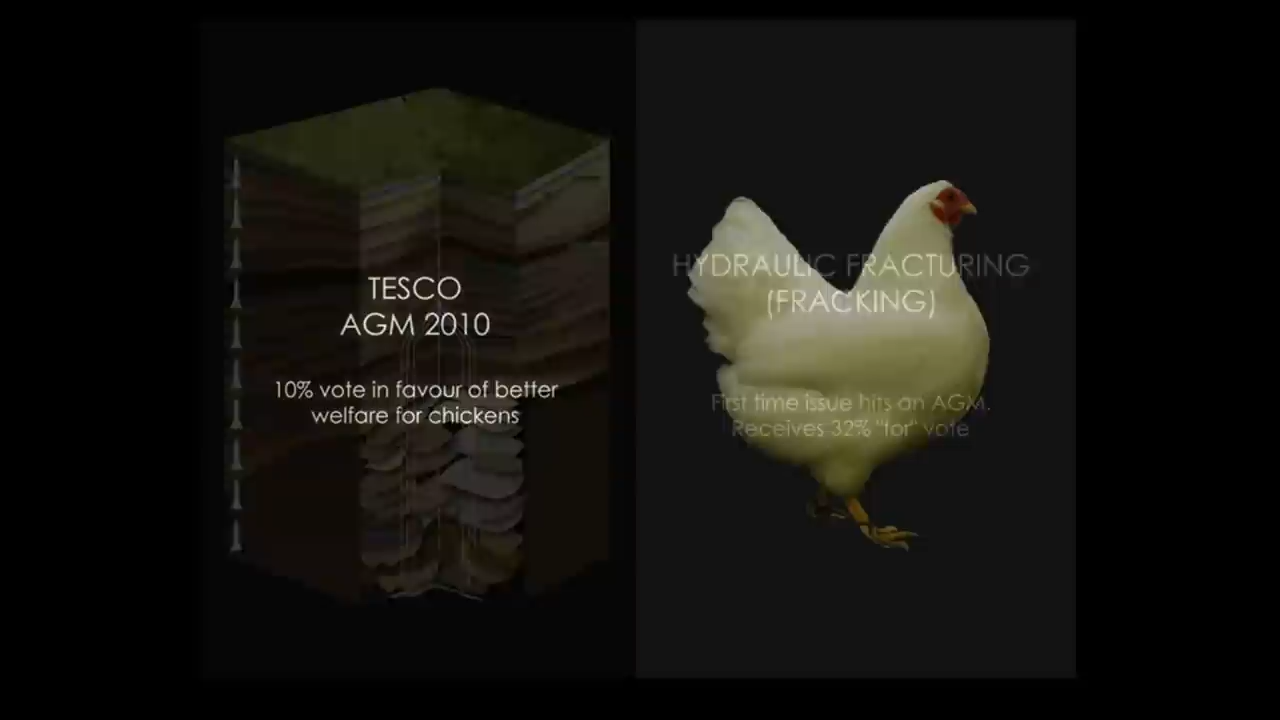 TESCO
AGM 2010
10% vote in favour of better
welfare for chickens
HYDRAULIC FRACTURING
(FRACKING)
First time issue hits an AGM.
Receives 32% "for" vote